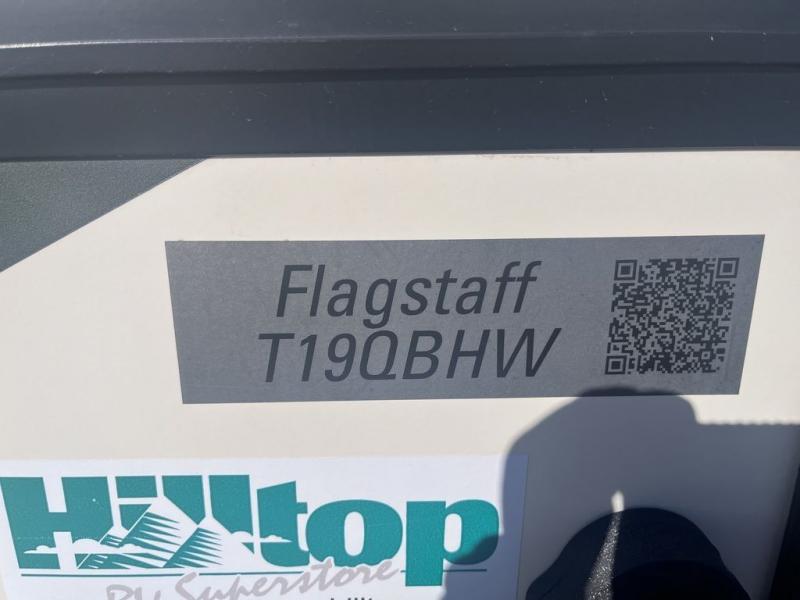 Flagstaff
T19QBHW
Hilltop
RV Superstore